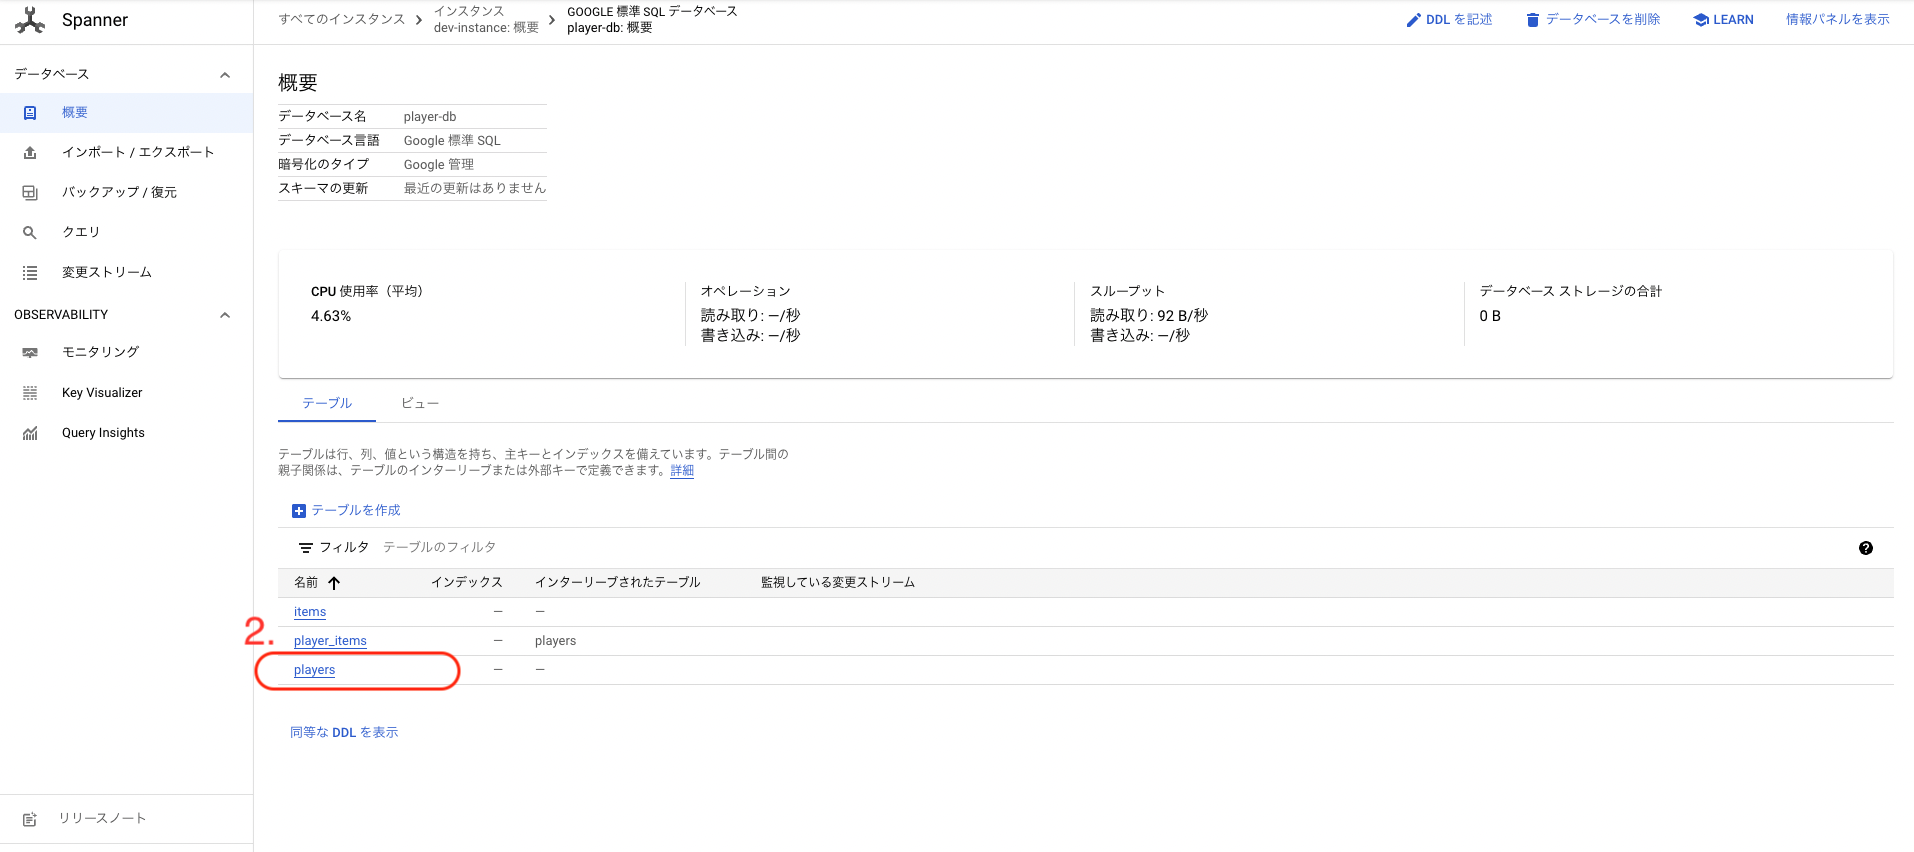 Spanner
すべてのインスタンス
インスタンス
dev-instance: 概要
GOOGLE 標準 SQL データベース
player-db: 概要
DDL を記述
データベースを削除
LEARN
情報パネルを表示
データベース
概要
インポート / エクスポート
バックアップ / 復元
クエリ
変更ストリーム
OBSERVABILITY
モニタリング
Key Visualizer
Query Insights
リリースノート
概要
データベース名 player-db
データベース言語 Google 標準 SQL
暗号化のタイプ Google 管理
スキーマの更新 最近の更新はありません
CPU 使用率（平均）
4.63%
オペレーション
読み取り: —/秒
書き込み: —/秒
スループット
読み取り: 92 B/秒
書き込み: —/秒
データベース ストレージの合計
0 B
テーブル ビュー
テーブルは行、列、値という構造を持ち、主キーとインデックスを備えています。テーブル間の
親子関係は、テーブルのインターリーブまたは外部キーで定義できます。詳細
テーブルを作成
フィルタ テーブルのフィルタ
名前 インデックス インターリーブされたテーブル 監視している変更ストリーム
items — —
2.
player_items — players
players — —
同等な DDL を表示